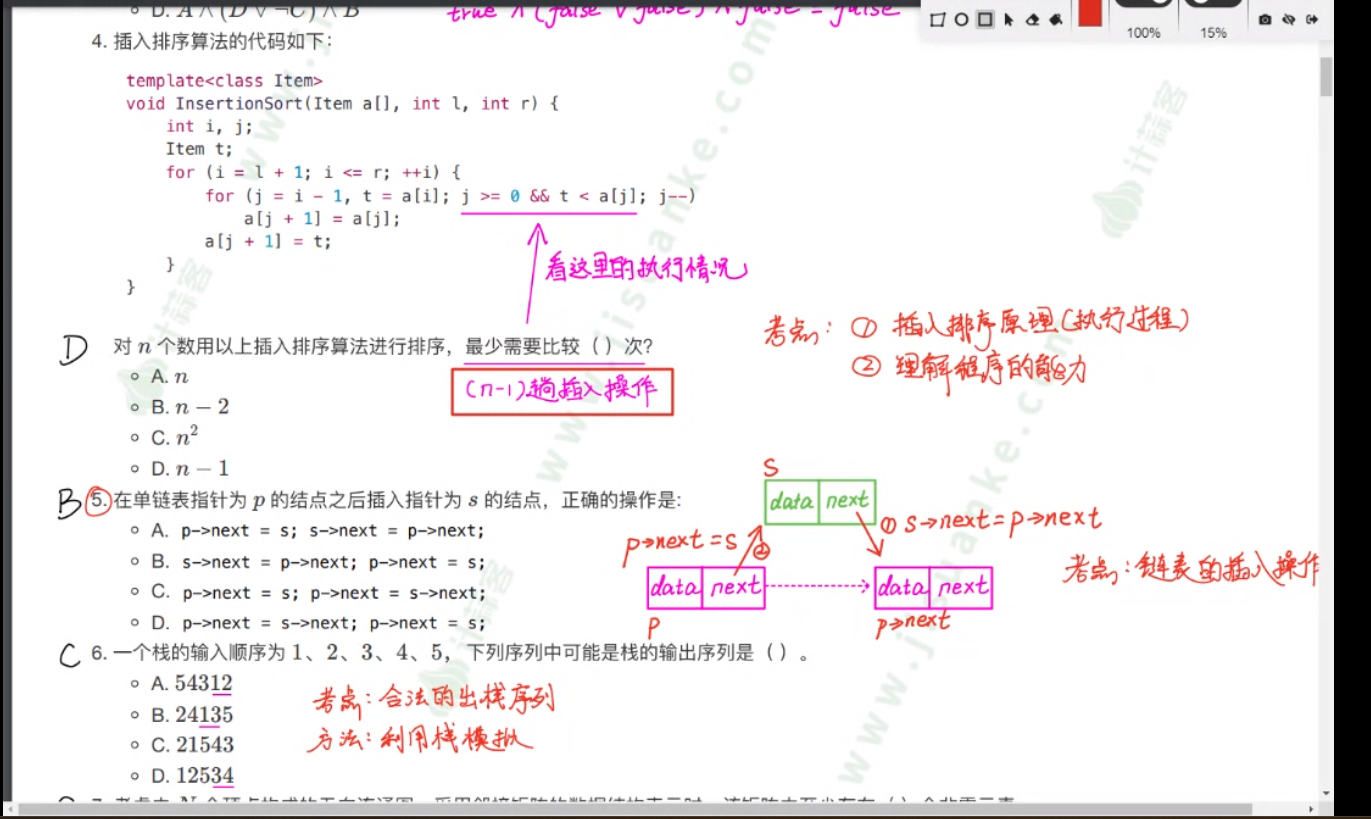 D. A ∧ (D ∨ ¬C) ∧ B
true ∧ (false ∨ false) ∧ false = false
100% 15%
4. 插入排序算法的代码如下:
template<class Item>
void InsertionSort(Item a[], int l, int r) {
int i, j;
Item t;
for (i = l + 1; i <= r; ++i) {
for (j = i - 1, t = a[i]; j >= 0 && t < a[j]; j--)
a[j + 1] = a[j];
a[j + 1] = t;
}
}
看这里的执行情况
考点: ① 插入排序原理(执行过程)
② 理解程序的能力
D 对 n 个数用以上插入排序算法进行排序，最少需要比较（ ）次?
(n-1)趟插入操作
A. n
B. n − 2
C. n²
D. n − 1
B 5. 在单链表指针为 p 的结点之后插入指针为 s 的结点，正确的操作是:
A. p->next = s; s->next = p->next;
B. s->next = p->next; p->next = s;
C. p->next = s; p->next = s->next;
D. p->next = s->next; p->next = s;
S
data next
① s→next=p→next
p→next=s ②
data next
data next
p
p→next
考点:链表的插入操作
C 6. 一个栈的输入顺序为 1、2、3、4、5，下列序列中可能是栈的输出序列是（ ）。
A. 54312
B. 24135
C. 21543
D. 12534
考点:合法的出栈序列
方法:利用栈模拟
计蒜客
www.jisuanke.com